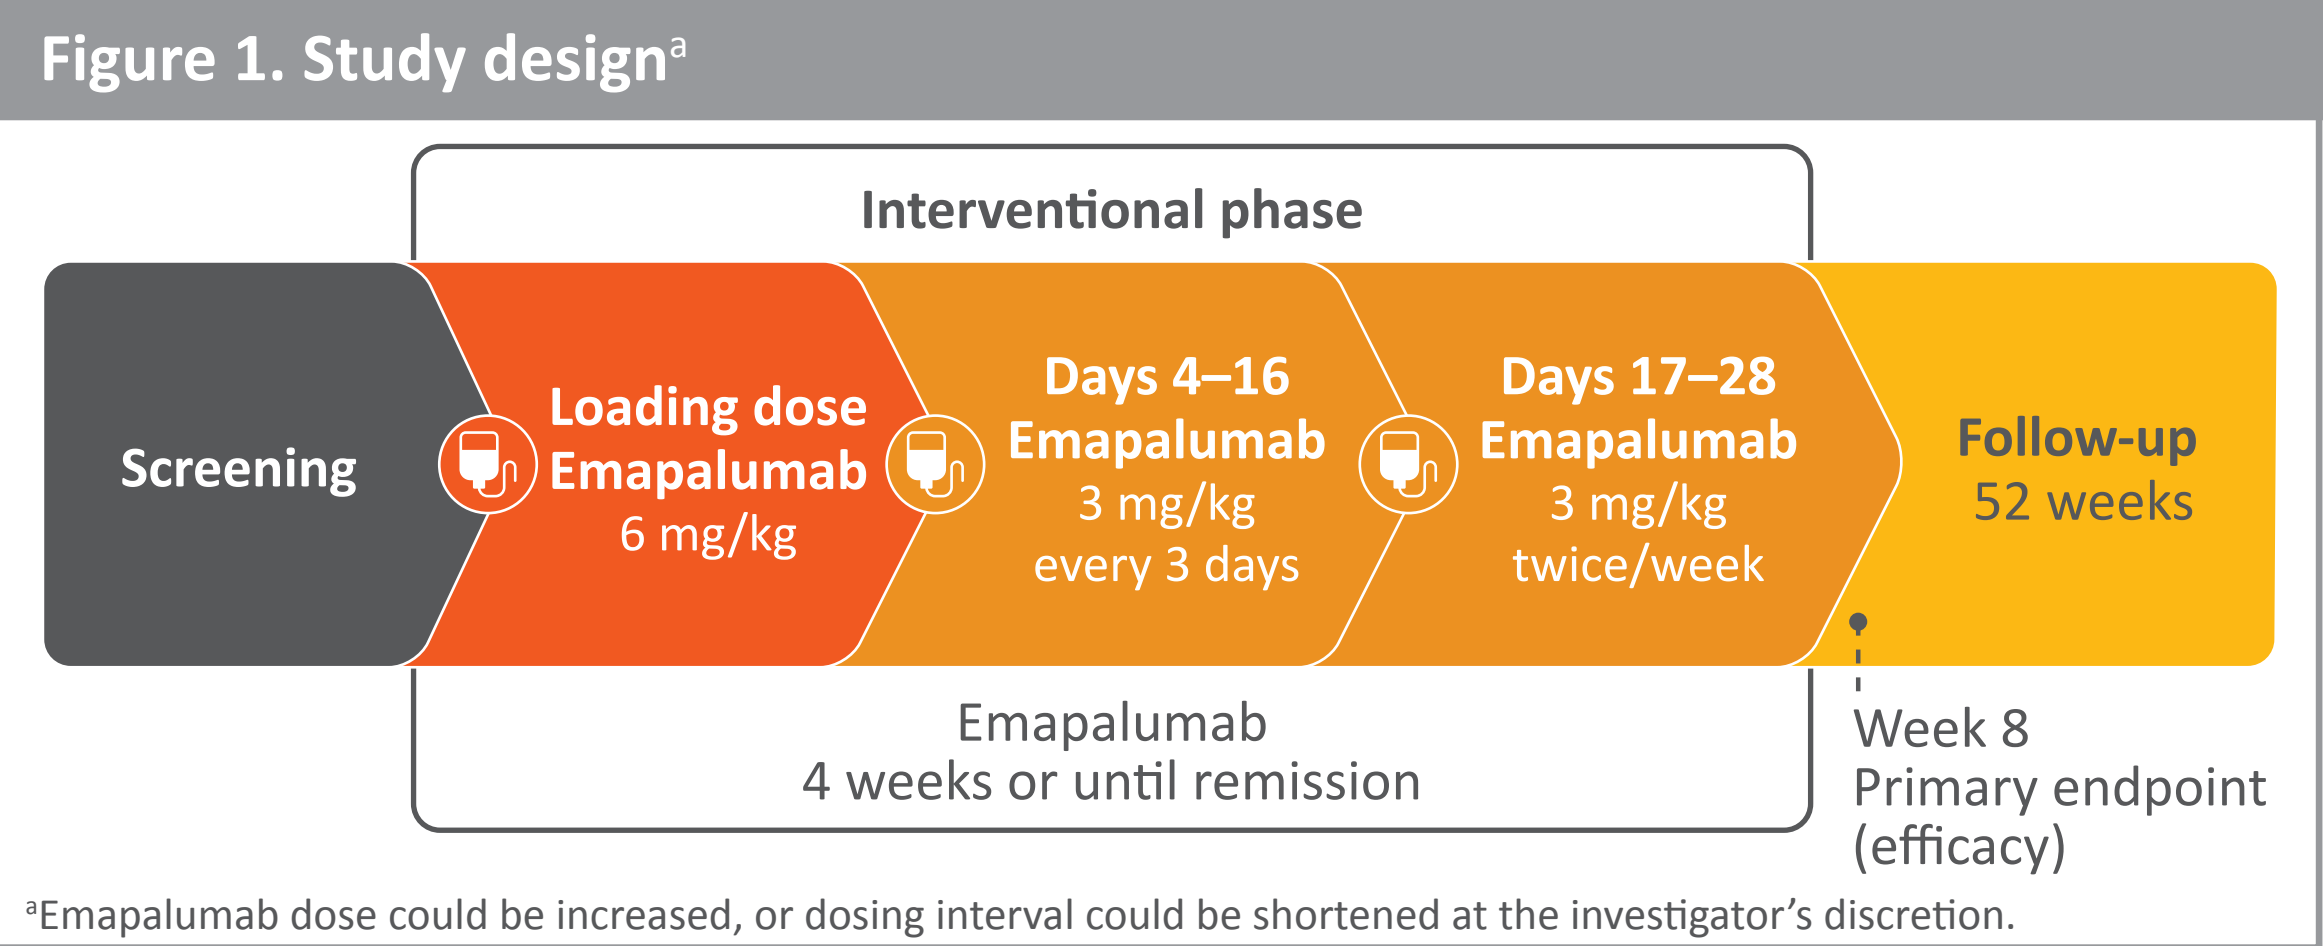 Figure 1. Study designᵃ
Interventional phase
Screening
Loading dose
Emapalumab
6 mg/kg
Days 4–16
Emapalumab
3 mg/kg
every 3 days
Days 17–28
Emapalumab
3 mg/kg
twice/week
Follow-up
52 weeks
Emapalumab
4 weeks or until remission
Week 8
Primary endpoint
(efficacy)
ᵃEmapalumab dose could be increased, or dosing interval could be shortened at the investigator’s discretion.